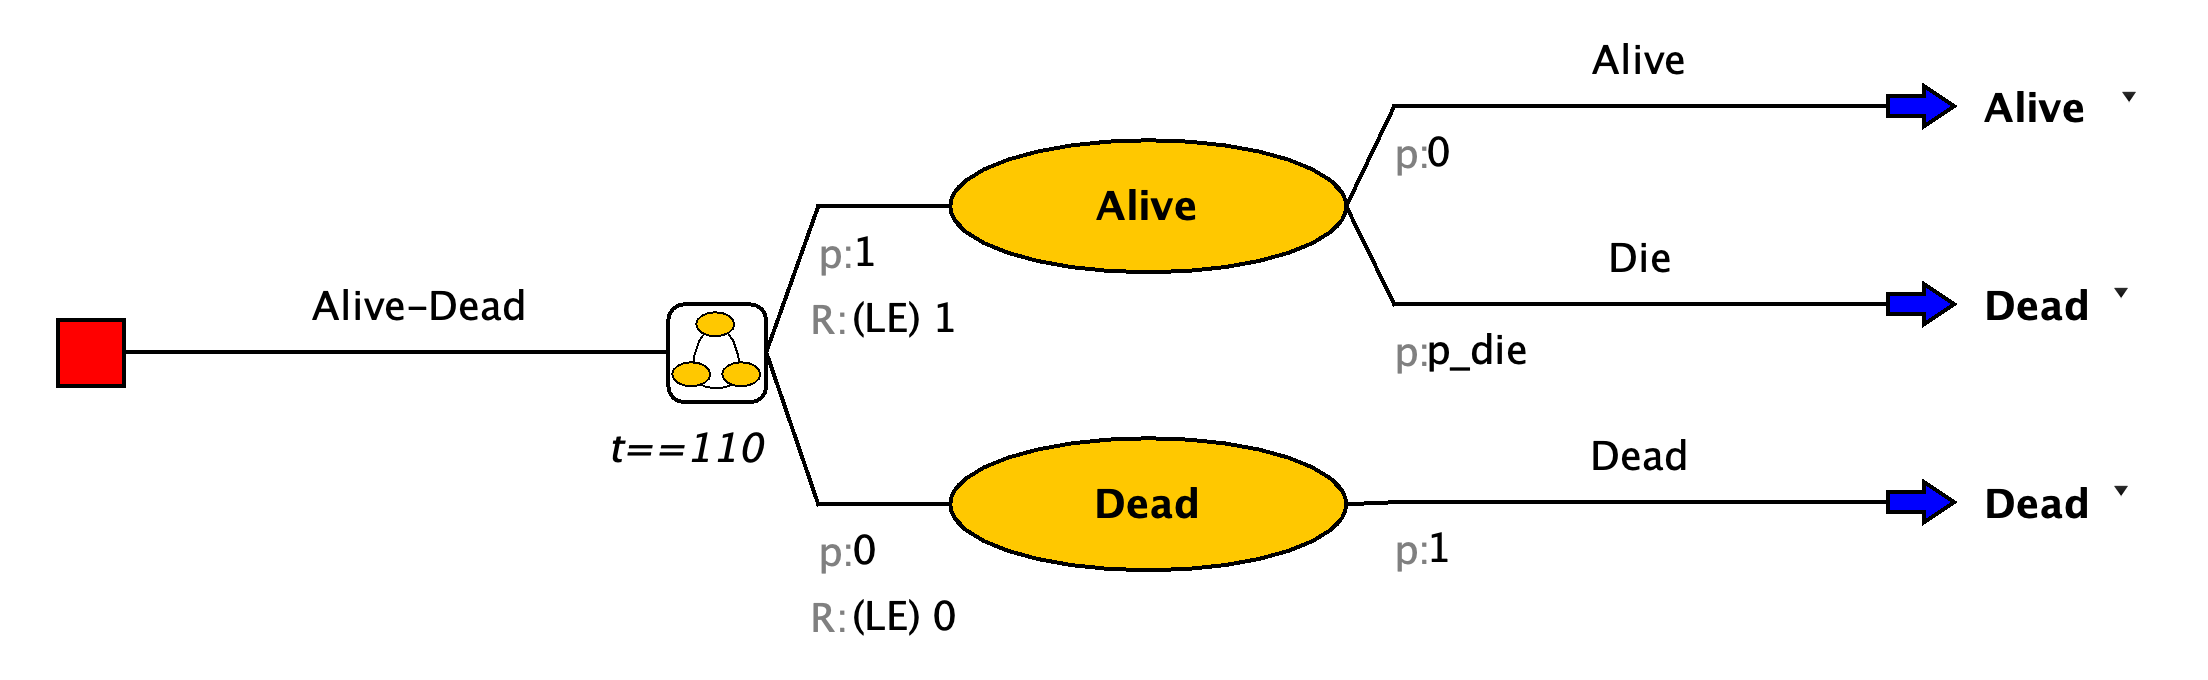 Alive-Dead
t==110
p:1
R:(LE) 1
Alive
Alive
p:0
Alive
Die
p:p_die
Dead
p:0
R:(LE) 0
Dead
Dead
p:1
Dead